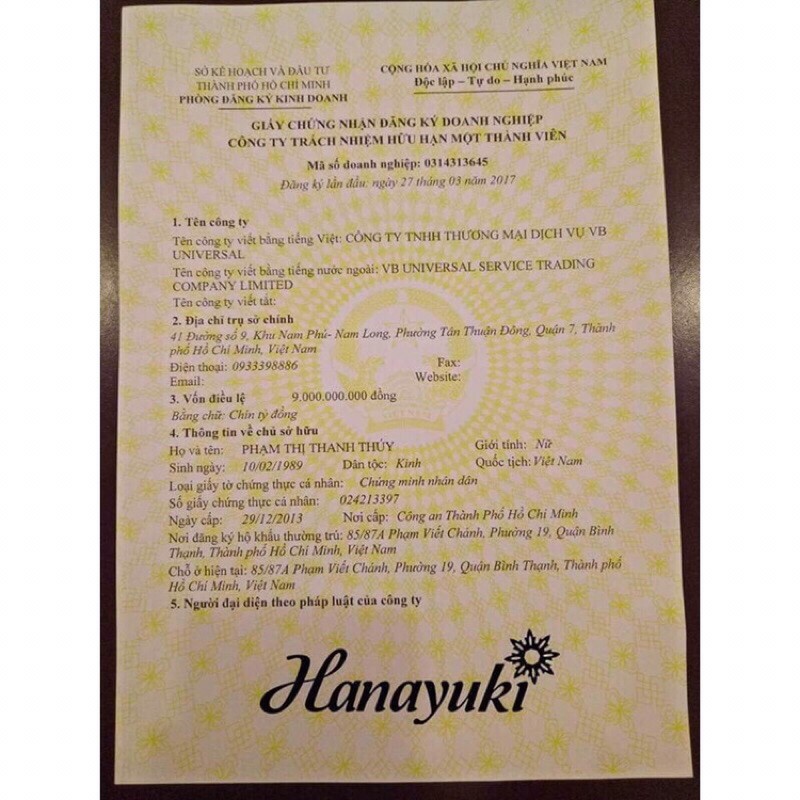 SỞ KẾ HOẠCH VÀ ĐẦU TƯ
THÀNH PHỐ HỒ CHÍ MINH
PHÒNG ĐĂNG KÝ KINH DOANH
CỘNG HÒA XÃ HỘI CHỦ NGHĨA VIỆT NAM
Độc lập – Tự do – Hạnh phúc
GIẤY CHỨNG NHẬN ĐĂNG KÝ DOANH NGHIỆP
CÔNG TY TRÁCH NHIỆM HỮU HẠN MỘT THÀNH VIÊN
Mã số doanh nghiệp: 0314313645
Đăng ký lần đầu: ngày 27 tháng 03 năm 2017
1. Tên công ty
Tên công ty viết bằng tiếng Việt: CÔNG TY TNHH THƯƠNG MẠI DỊCH VỤ VB
UNIVERSAL
Tên công ty viết bằng tiếng nước ngoài: VB UNIVERSAL SERVICE TRADING
COMPANY LIMITED
Tên công ty viết tắt:
2. Địa chỉ trụ sở chính
41 Đường số 9, Khu Nam Phú- Nam Long, Phường Tân Thuận Đông, Quận 7, Thành
phố Hồ Chí Minh, Việt Nam
Điện thoại: 0933398886 Fax:
Email: Website:
3. Vốn điều lệ 9.000.000.000 đồng
Bằng chữ: Chín tỷ đồng
4. Thông tin về chủ sở hữu
Họ và tên: PHẠM THỊ THANH THÚY Giới tính: Nữ
Sinh ngày: 10/02/1989 Dân tộc: Kinh Quốc tịch: Việt Nam
Loại giấy tờ chứng thực cá nhân: Chứng minh nhân dân
Số giấy chứng thực cá nhân: 024213397
Ngày cấp: 29/12/2013 Nơi cấp: Công an Thành Phố Hồ Chí Minh
Nơi đăng ký hộ khẩu thường trú: 85/87A Phạm Viết Chánh, Phường 19, Quận Bình
Thạnh, Thành phố Hồ Chí Minh, Việt Nam
Chỗ ở hiện tại: 85/87A Phạm Viết Chánh, Phường 19, Quận Bình Thạnh, Thành phố
Hồ Chí Minh, Việt Nam
5. Người đại diện theo pháp luật của công ty
Hanayuki